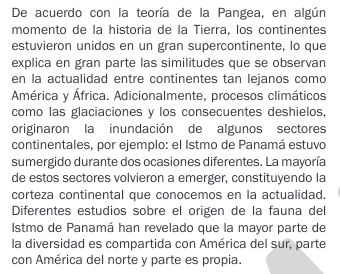 De acuerdo con la teoría de la Pangea, en algún
momento de la historia de la Tierra, los continentes
estuvieron unidos en un gran supercontinente, lo que
explica en gran parte las similitudes que se observan
en la actualidad entre continentes tan lejanos como
América y África. Adicionalmente, procesos climáticos
como las glaciaciones y los consecuentes deshielos,
originaron la inundación de algunos sectores
continentales, por ejemplo: el Istmo de Panamá estuvo
sumergido durante dos ocasiones diferentes. La mayoría
de estos sectores volvieron a emerger, constituyendo la
corteza continental que conocemos en la actualidad.
Diferentes estudios sobre el origen de la fauna del
Istmo de Panamá han revelado que la mayor parte de
la diversidad es compartida con América del sur, parte
con América del norte y parte es propia.